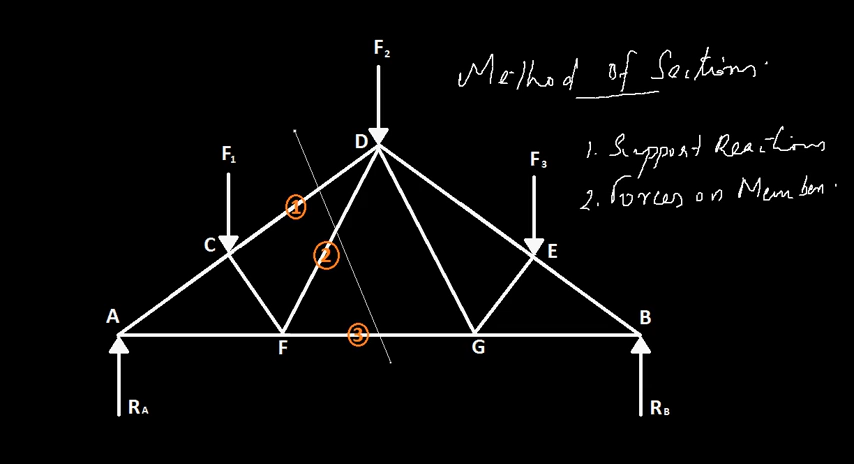 F₂
Method of Sections.
D
F₁
1. Support Reactions
F₃
2. Forces on Member.
1
C
2
E
A
B
3
F
G
RA
RB